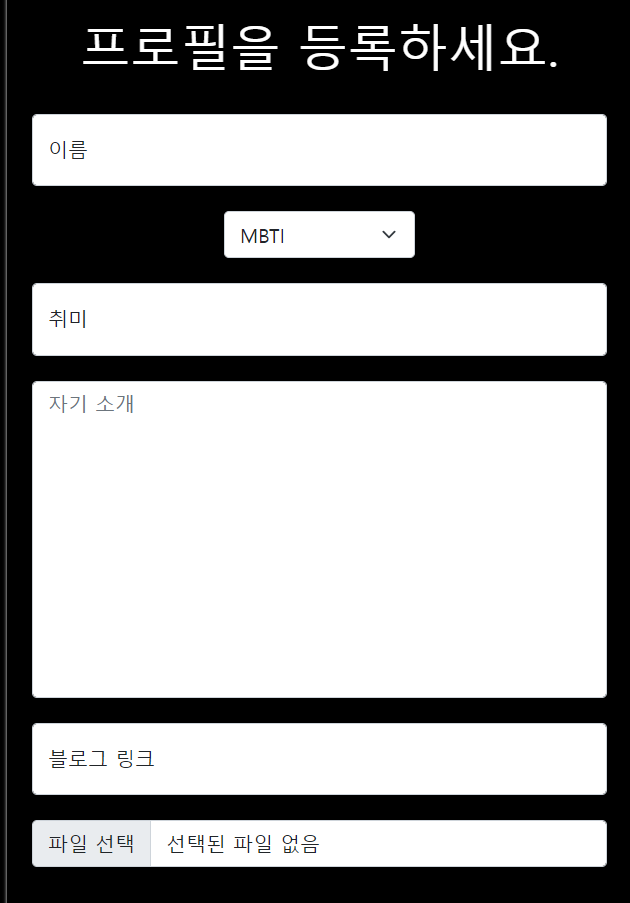 프로필을 등록하세요.
이름
MBTI
취미
자기 소개
블로그 링크
파일 선택 선택된 파일 없음